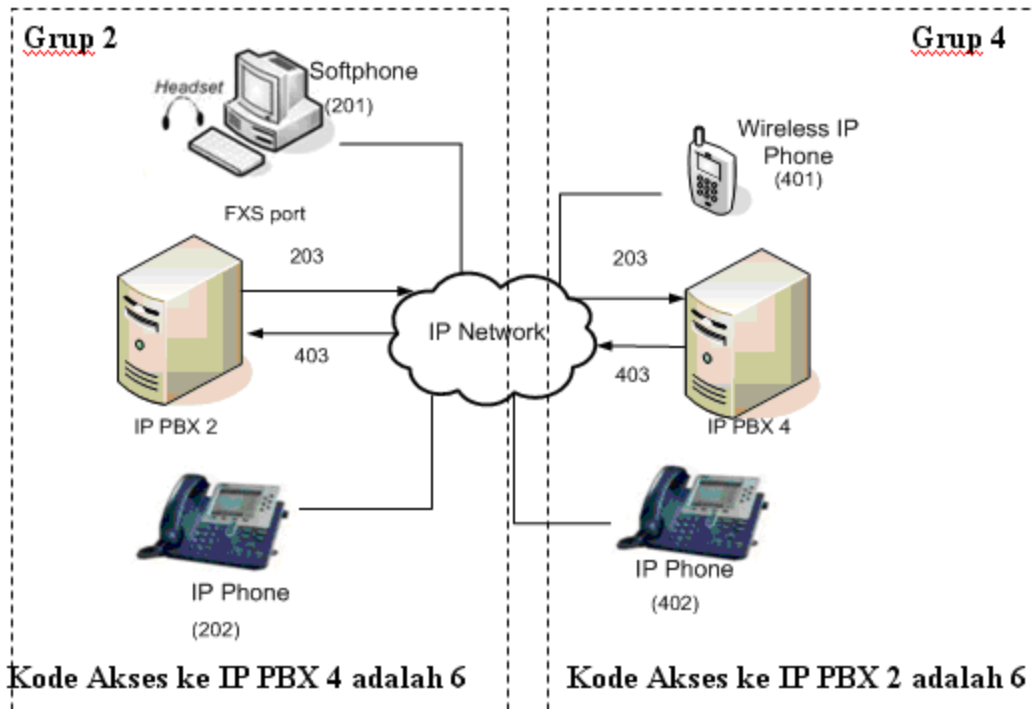 Grup 2
Headset
Softphone
(201)
FXS port
203
403
IP PBX 2
IP Phone
(202)
Kode Akses ke IP PBX 4 adalah 6
IP Network
Grup 4
Wireless IP
Phone
(401)
203
403
IP PBX 4
IP Phone
(402)
Kode Akses ke IP PBX 2 adalah 6